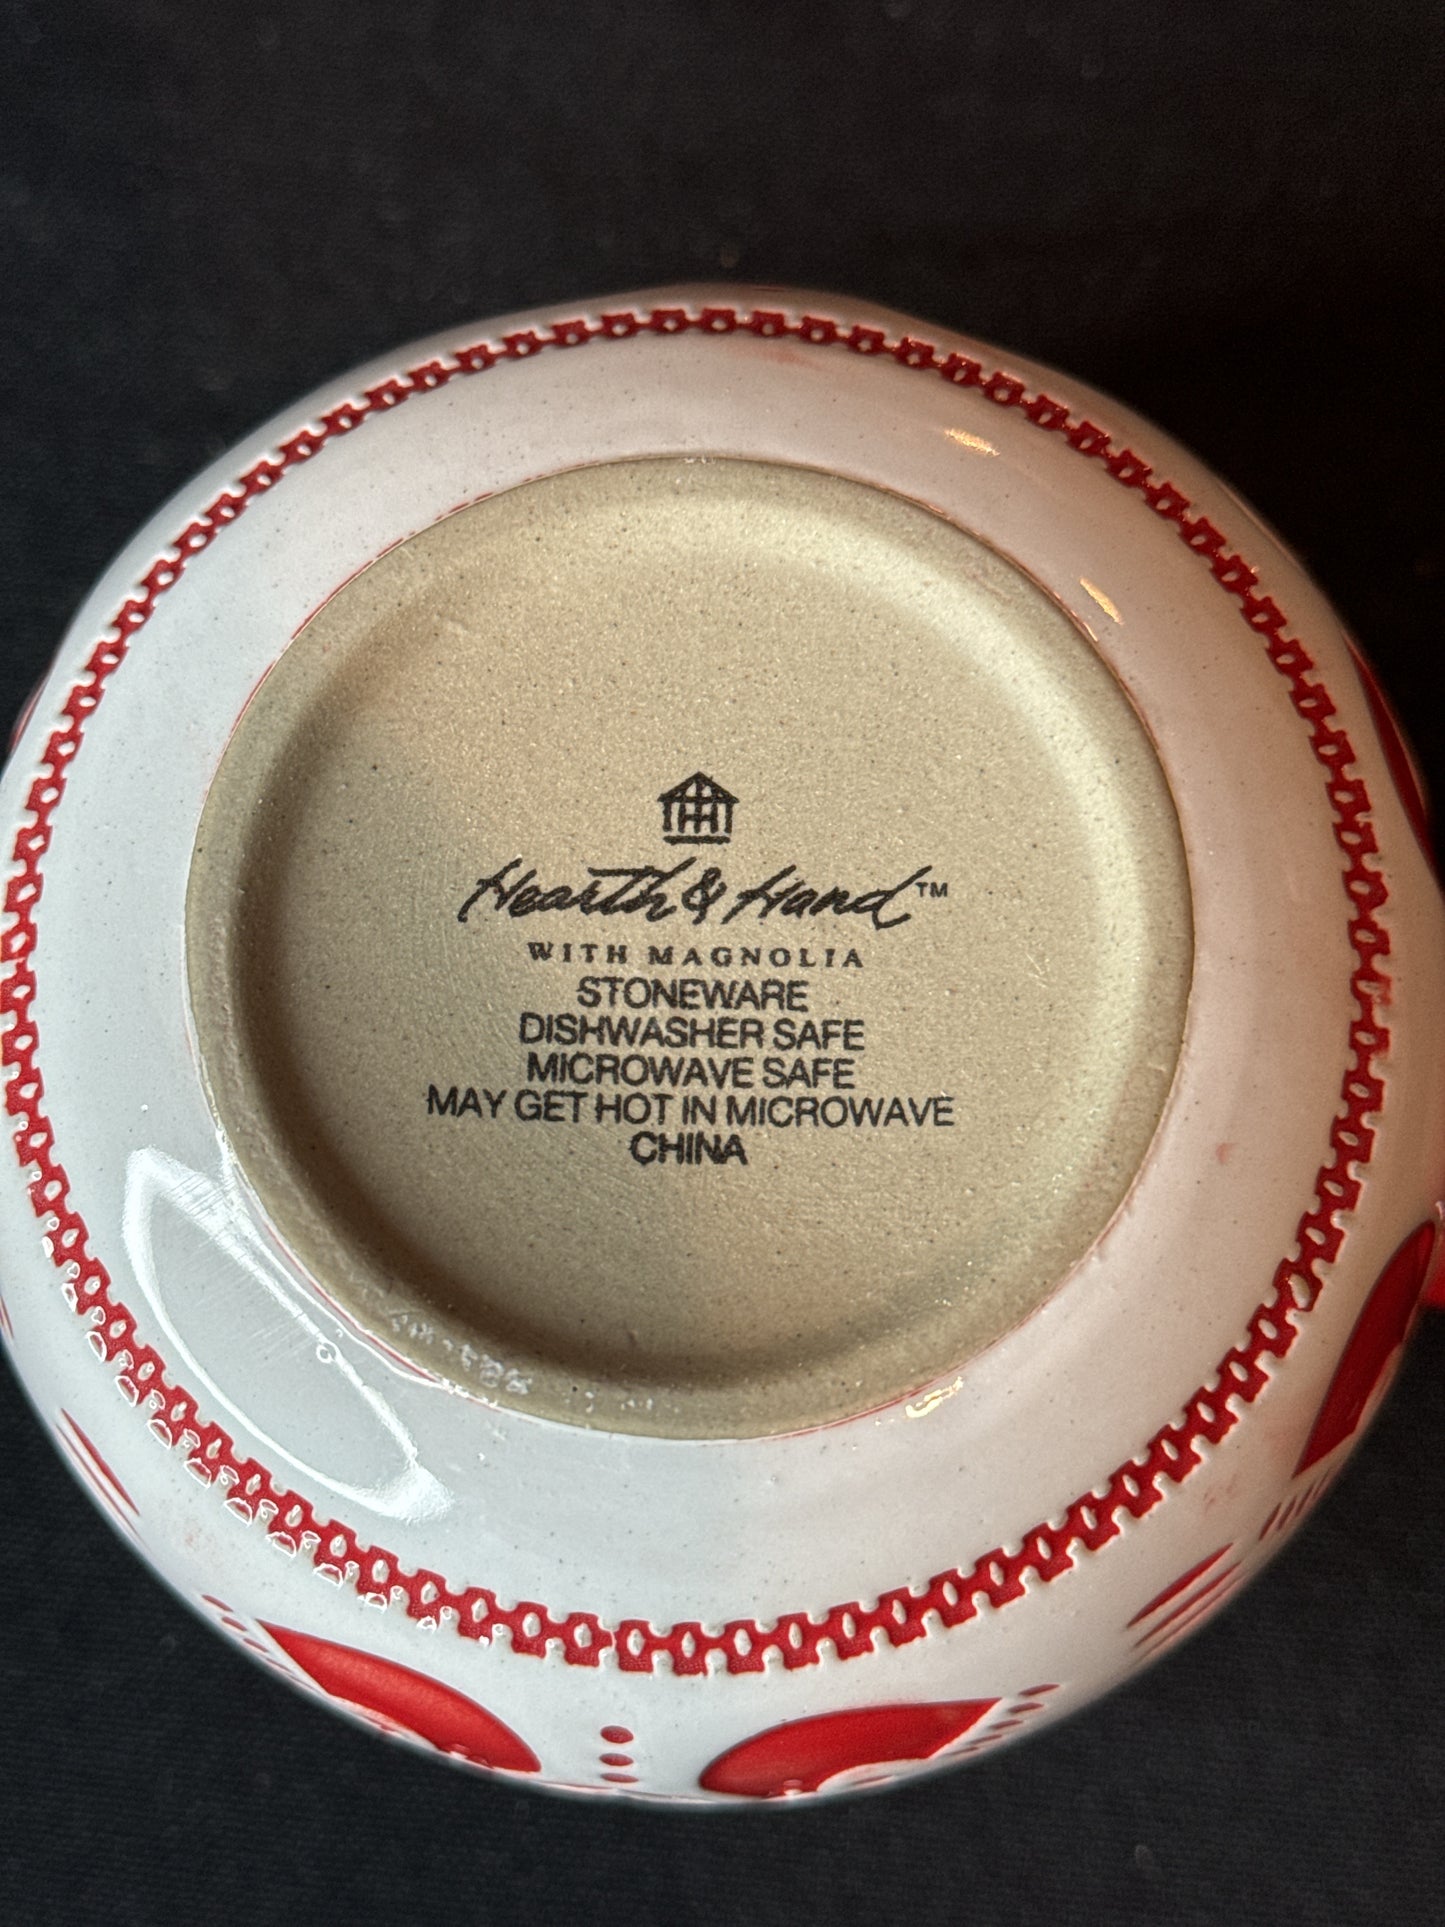 Hearth & Hand™
WITH MAGNOLIA
STONEWARE
DISHWASHER SAFE
MICROWAVE SAFE
MAY GET HOT IN MICROWAVE
CHINA